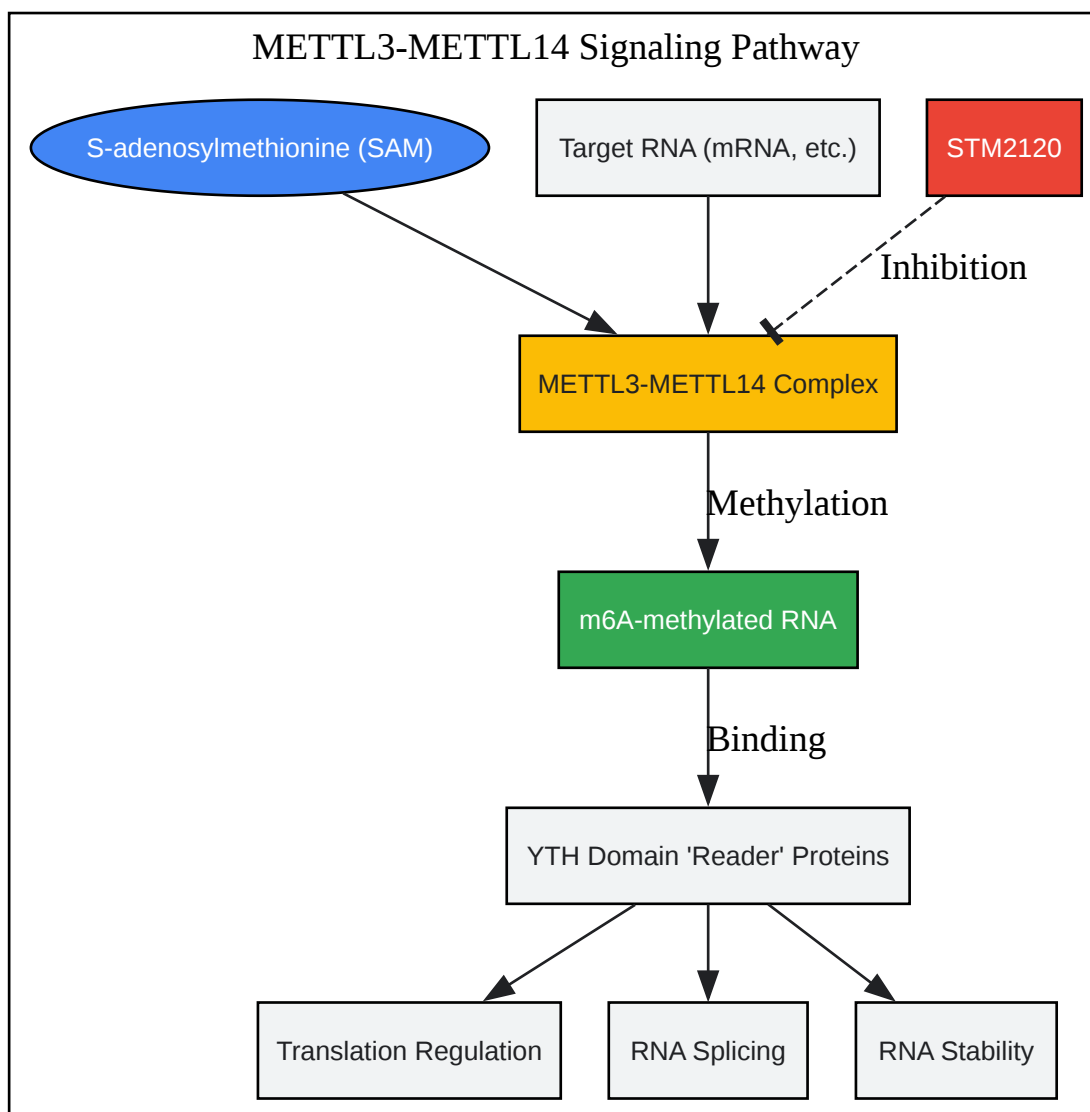 METTL3-METTL14 Signaling Pathway
S-adenosylmethionine (SAM)
Target RNA (mRNA, etc.)
STM2120
Inhibition
METTL3-METTL14 Complex
Methylation
m6A-methylated RNA
Binding
YTH Domain 'Reader' Proteins
Translation Regulation
RNA Splicing
RNA Stability